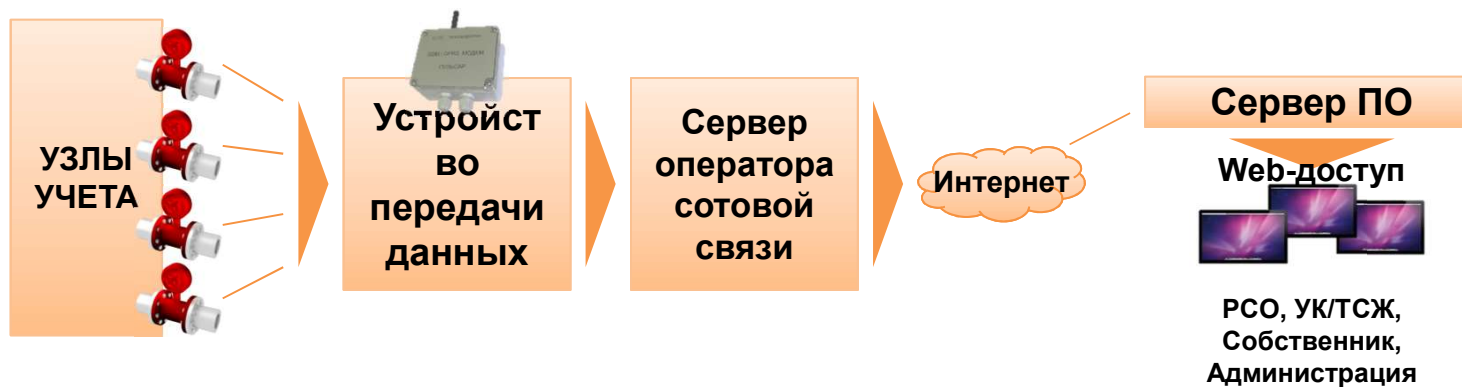 УЗЛЫ
УЧЕТА
Устройст
во
передачи
данных
Сервер
оператора
сотовой
связи
Интернет
Сервер ПО
Web-доступ
РСО, УК/ТСЖ,
Собственник,
Администрация